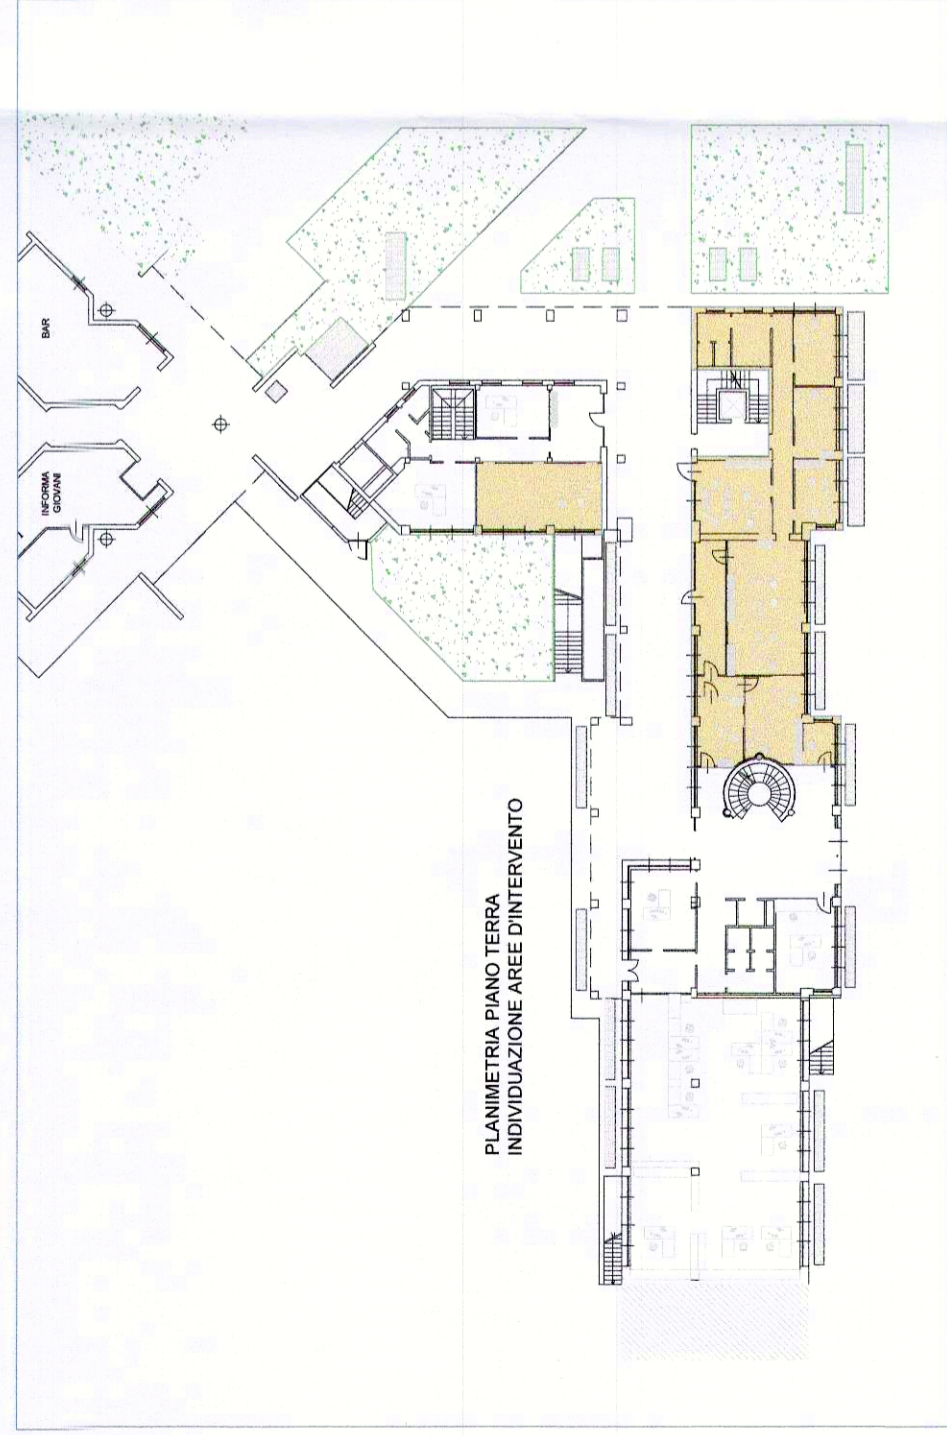 BAR
INFORMA
GIOVANI
PLANIMETRIA PIANO TERRA
INDIVIDUAZIONE AREE D'INTERVENTO